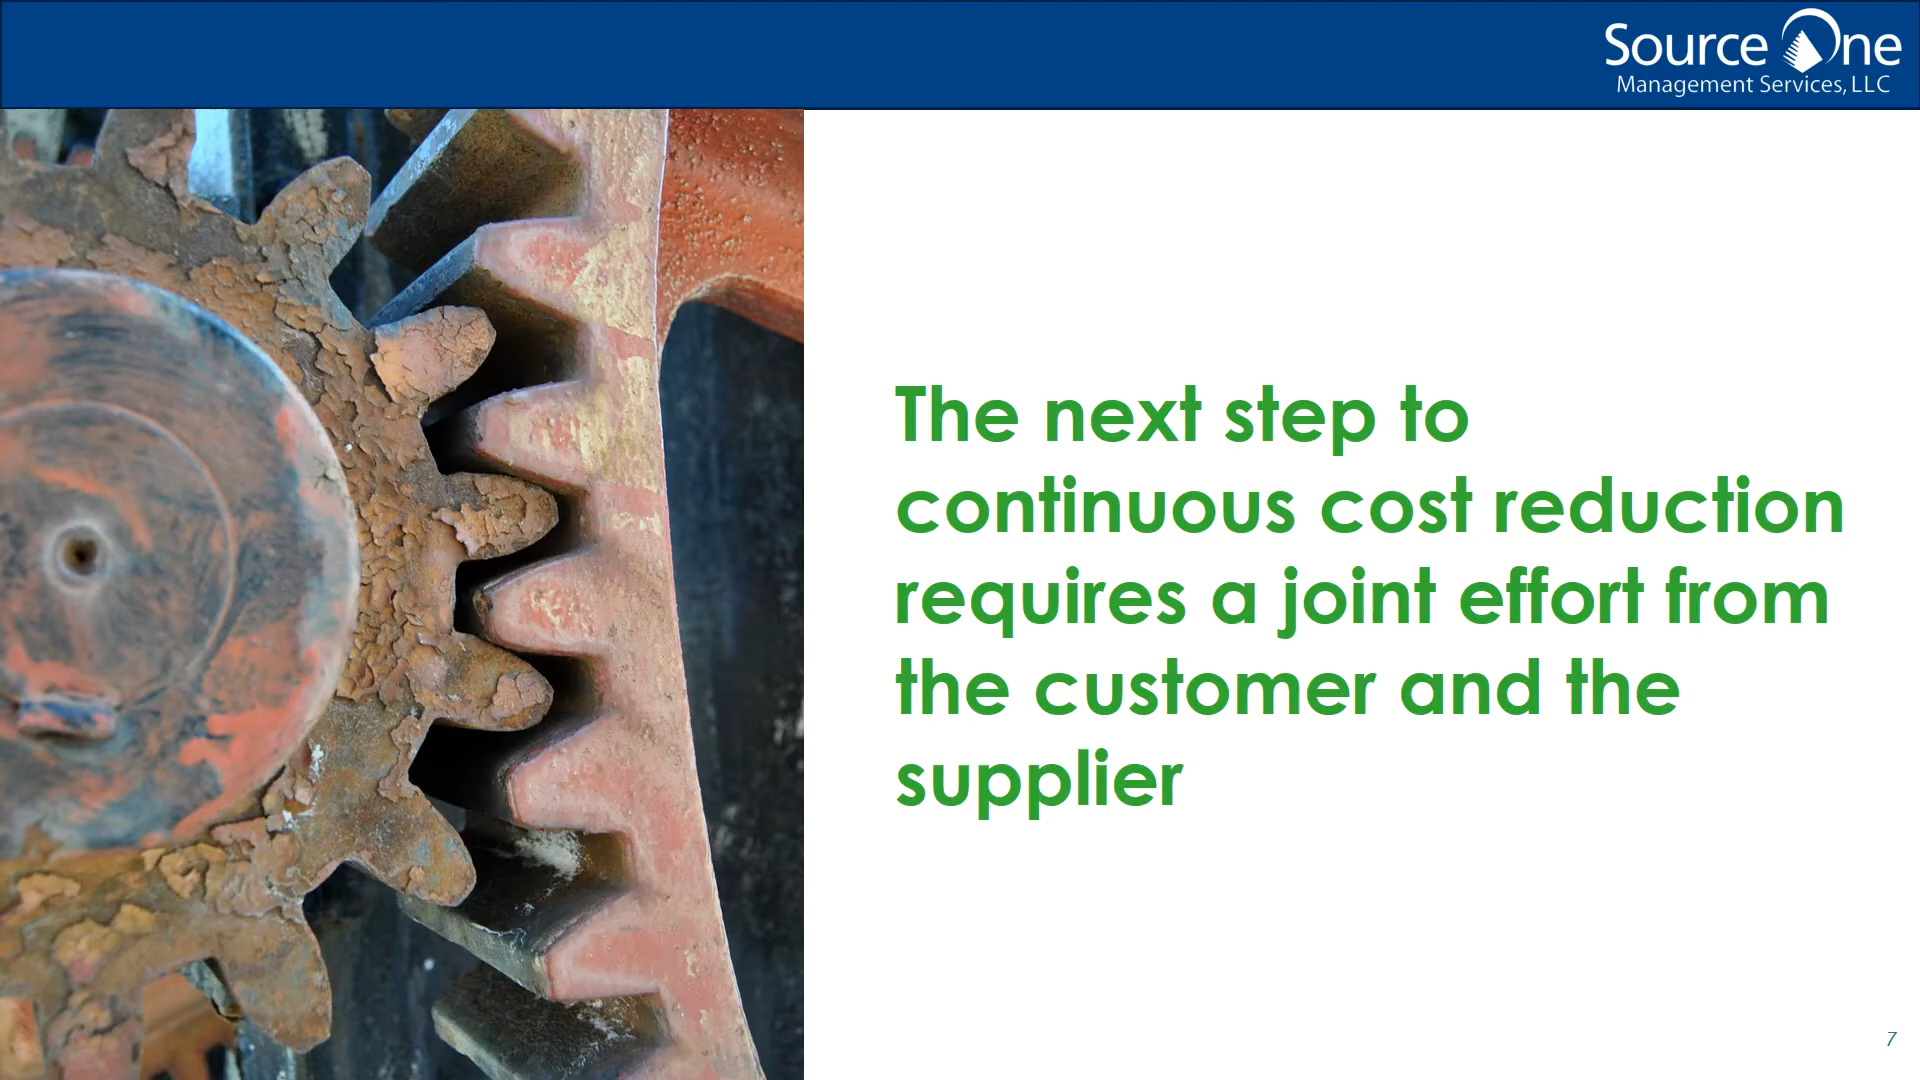 Source One
Management Services, LLC
The next step to
continuous cost reduction
requires a joint effort from
the customer and the
supplier
7